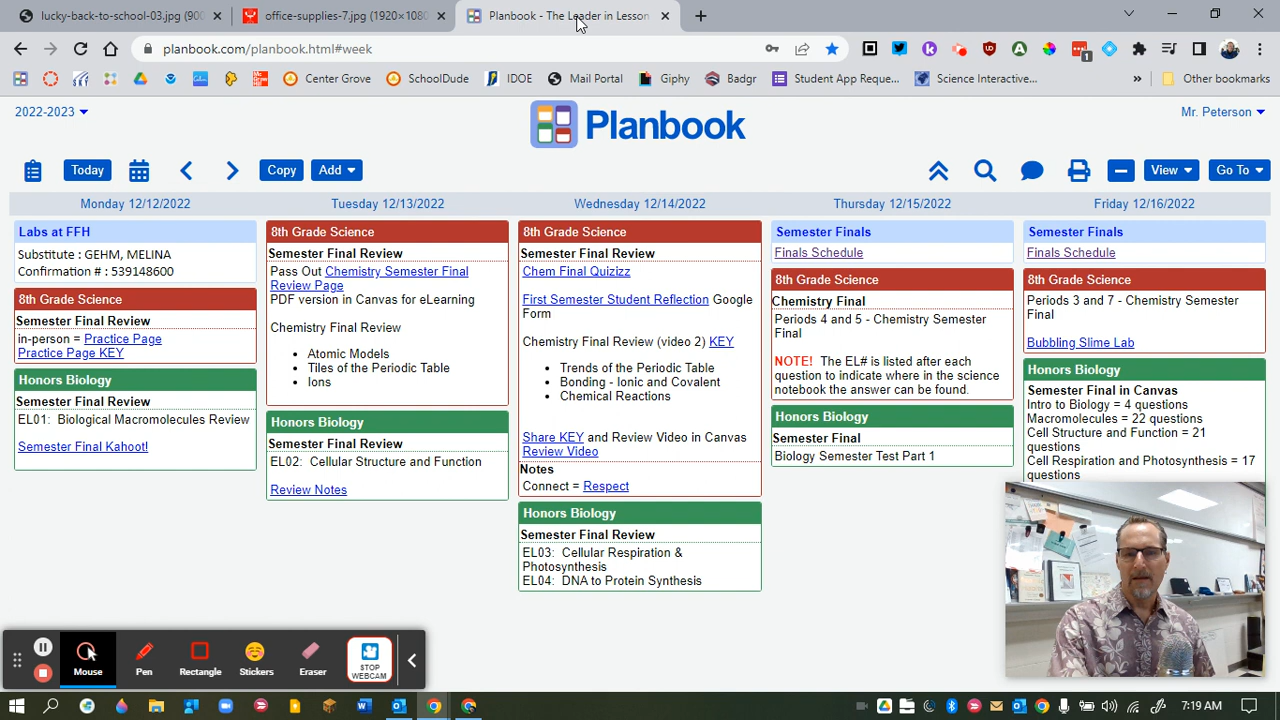 lucky-back-to-school-03.jpg (90
office-supplies-7.jpg (1920×1080
Planbook - The Leader in Lesson
planbook.com/planbook.html#week
Center Grove
SchoolDude
IDOE
Mail Portal
Giphy
Badgr
Student App Reque...
Science Interactive...
»
Other bookmarks
2022-2023
Planbook
Mr. Peterson
Today
Copy
Add
View
Go To
Monday 12/12/2022
Tuesday 12/13/2022
Wednesday 12/14/2022
Thursday 12/15/2022
Friday 12/16/2022
Labs at FFH
Substitute : GEHM, MELINA
Confirmation # : 539148600
8th Grade Science
Semester Final Review
in-person = Practice Page
Practice Page KEY
Honors Biology
Semester Final Review
EL01: Biological Macromolecules Review
Semester Final Kahoot!
8th Grade Science
Semester Final Review
Pass Out Chemistry Semester Final
Review Page
PDF version in Canvas for eLearning
Chemistry Final Review
• Atomic Models
• Tiles of the Periodic Table
• Ions
Honors Biology
Semester Final Review
EL02: Cellular Structure and Function
Review Notes
8th Grade Science
Semester Final Review
Chem Final Quizizz
First Semester Student Reflection Google
Form
Chemistry Final Review (video 2) KEY
• Trends of the Periodic Table
• Bonding - Ionic and Covalent
• Chemical Reactions
Share KEY and Review Video in Canvas
Review Video
Notes
Connect = Respect
Honors Biology
Semester Final Review
EL03: Cellular Respiration &
Photosynthesis
EL04: DNA to Protein Synthesis
Semester Finals
Finals Schedule
8th Grade Science
Chemistry Final
Periods 4 and 5 - Chemistry Semester
Final
NOTE! The EL# is listed after each
question to indicate where in the science
notebook the answer can be found.
Honors Biology
Semester Final
Biology Semester Test Part 1
Semester Finals
Finals Schedule
8th Grade Science
Periods 3 and 7 - Chemistry Semester
Final
Bubbling Slime Lab
Honors Biology
Semester Final in Canvas
Intro to Biology = 4 questions
Macromolecules = 22 questions
Cell Structure and Function = 21
questions
Cell Respiration and Photosynthesis = 17
questions
Mouse
Pen
Rectangle
Stickers
Eraser
STOP
WEBCAM
7:19 AM